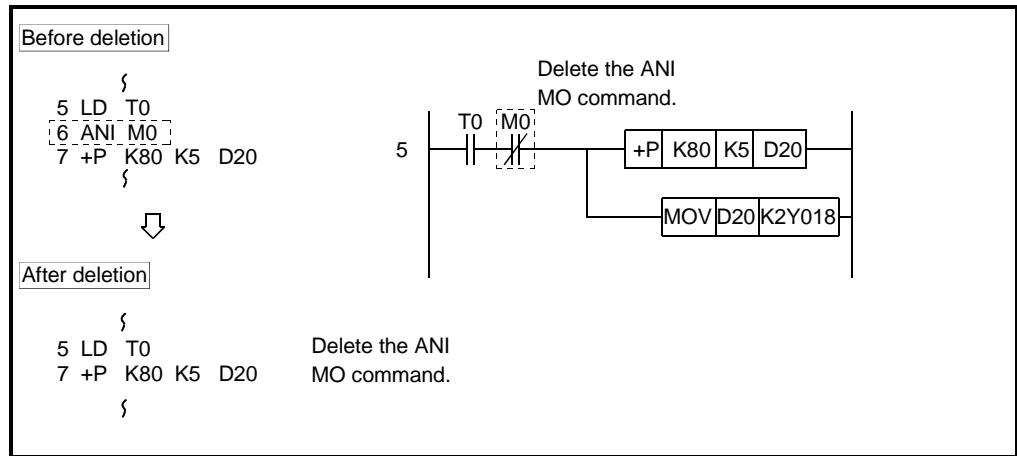 Before deletion
5 LD T0
6 ANI M0
7 +P K80 K5 D20
Delete the ANI
MO command.
T0 M0
5 +P K80 K5 D20
MOV D20 K2Y018
After deletion
5 LD T0
7 +P K80 K5 D20
Delete the ANI
MO command.